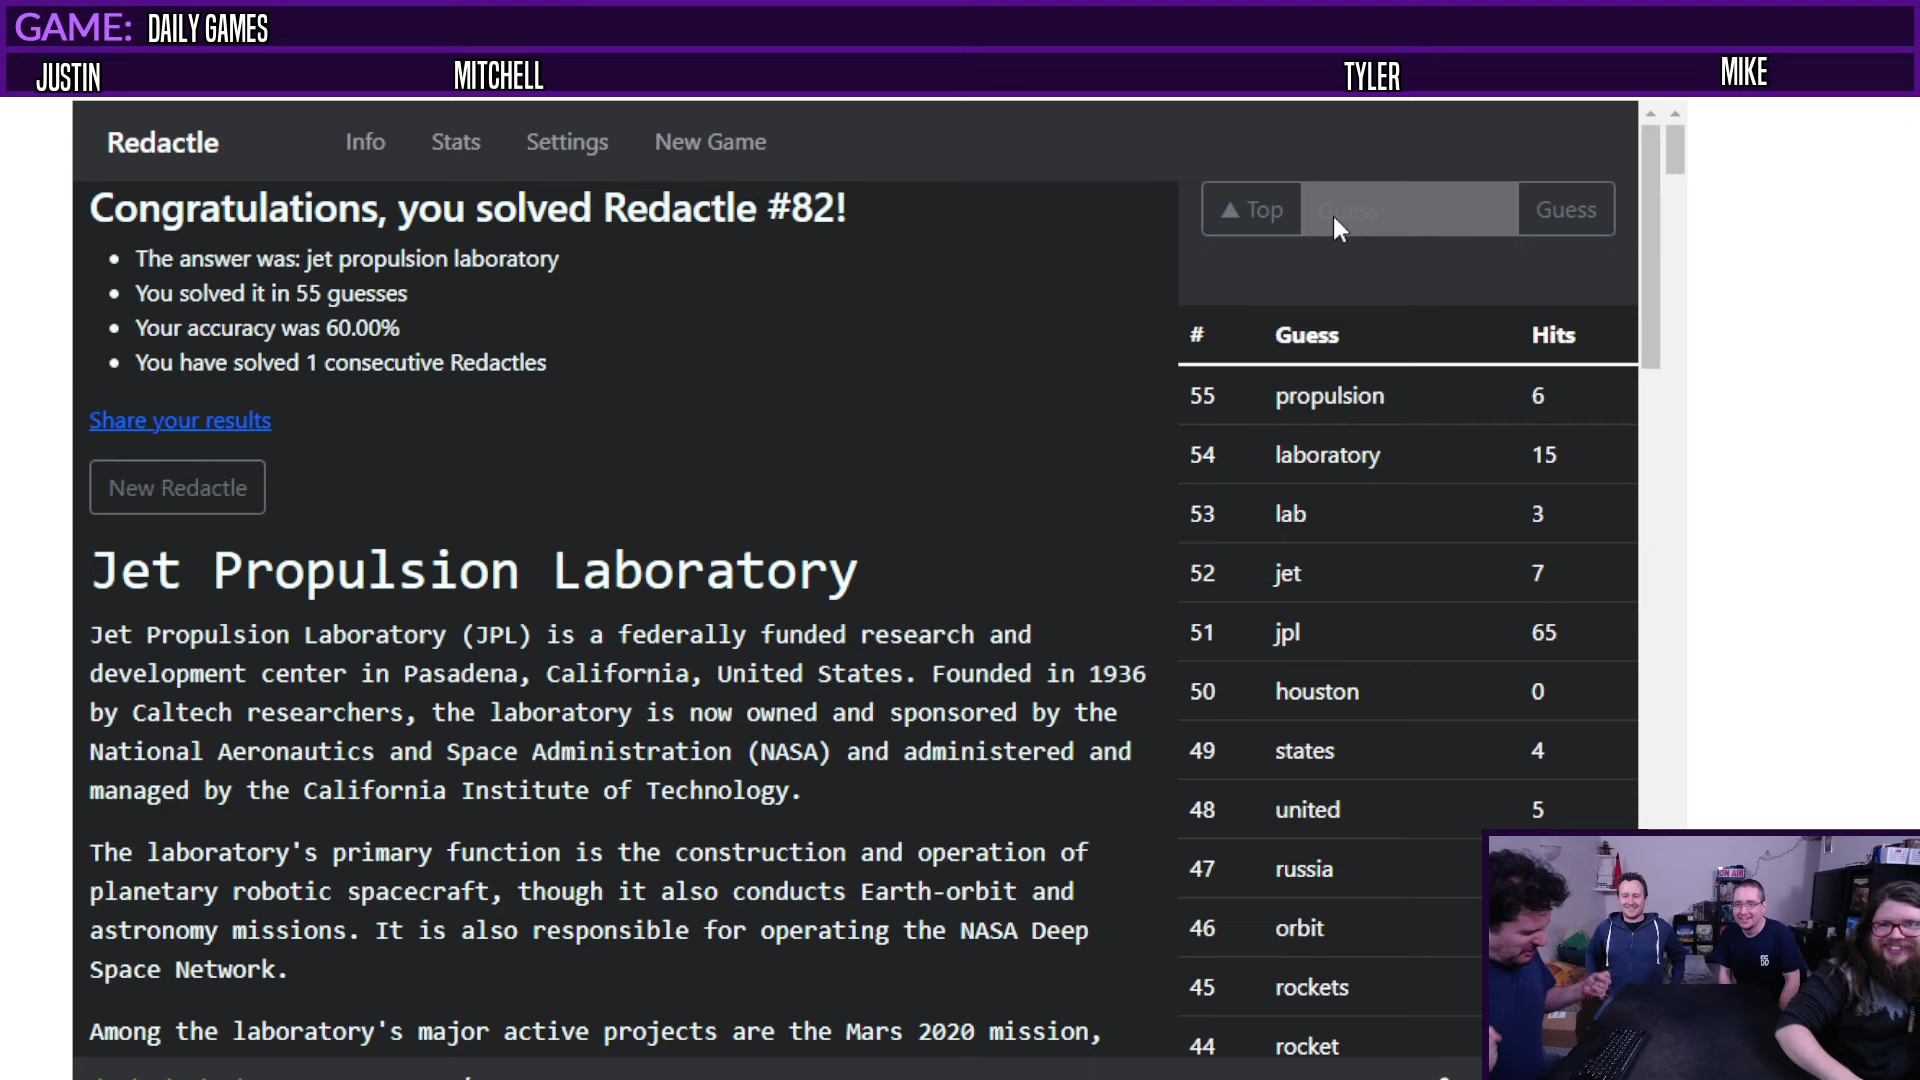 GAME: DAILY GAMES
JUSTIN MITCHELL TYLER MIKE
Redactle Info Stats Settings New Game
Congratulations, you solved Redactle #82!
The answer was: jet propulsion laboratory
You solved it in 55 guesses
Your accuracy was 60.00%
You have solved 1 consecutive Redactles
Share your results
New Redactle
Jet Propulsion Laboratory
Jet Propulsion Laboratory (JPL) is a federally funded research and
development center in Pasadena, California, United States. Founded in 1936
by Caltech researchers, the laboratory is now owned and sponsored by the
National Aeronautics and Space Administration (NASA) and administered and
managed by the California Institute of Technology.
The laboratory's primary function is the construction and operation of
planetary robotic spacecraft, though it also conducts Earth-orbit and
astronomy missions. It is also responsible for operating the NASA Deep
Space Network.
Among the laboratory's major active projects are the Mars 2020 mission,
▲ Top Guess Guess
# Guess Hits
55 propulsion 6
54 laboratory 15
53 lab 3
52 jet 7
51 jpl 65
50 houston 0
49 states 4
48 united 5
47 russia
46 orbit
45 rockets
44 rocket
ON AIR